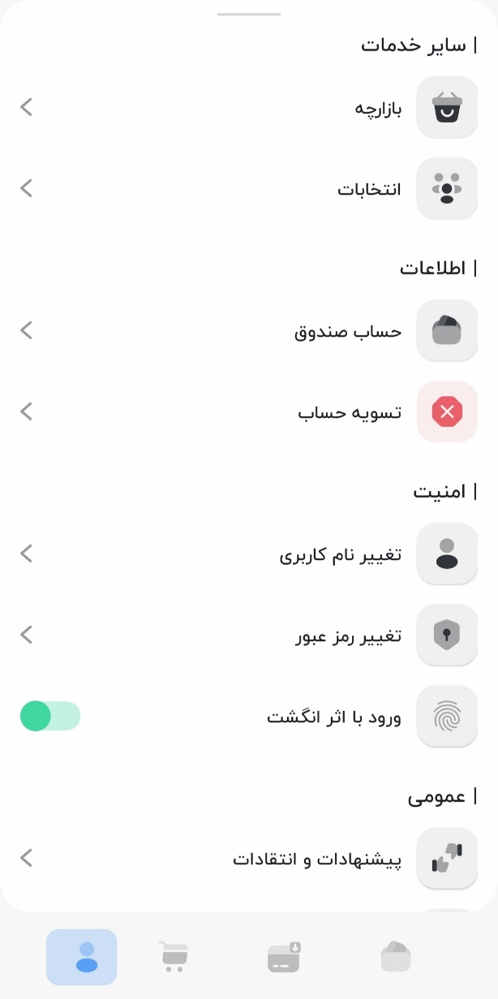 | سایر خدمات
بازارچه
انتخابات
| اطلاعات
حساب صندوق
تسویه حساب
| امنیت
تغییر نام کاربری
تغییر رمز عبور
ورود با اثر انگشت
| عمومی
پیشنهادات و انتقادات